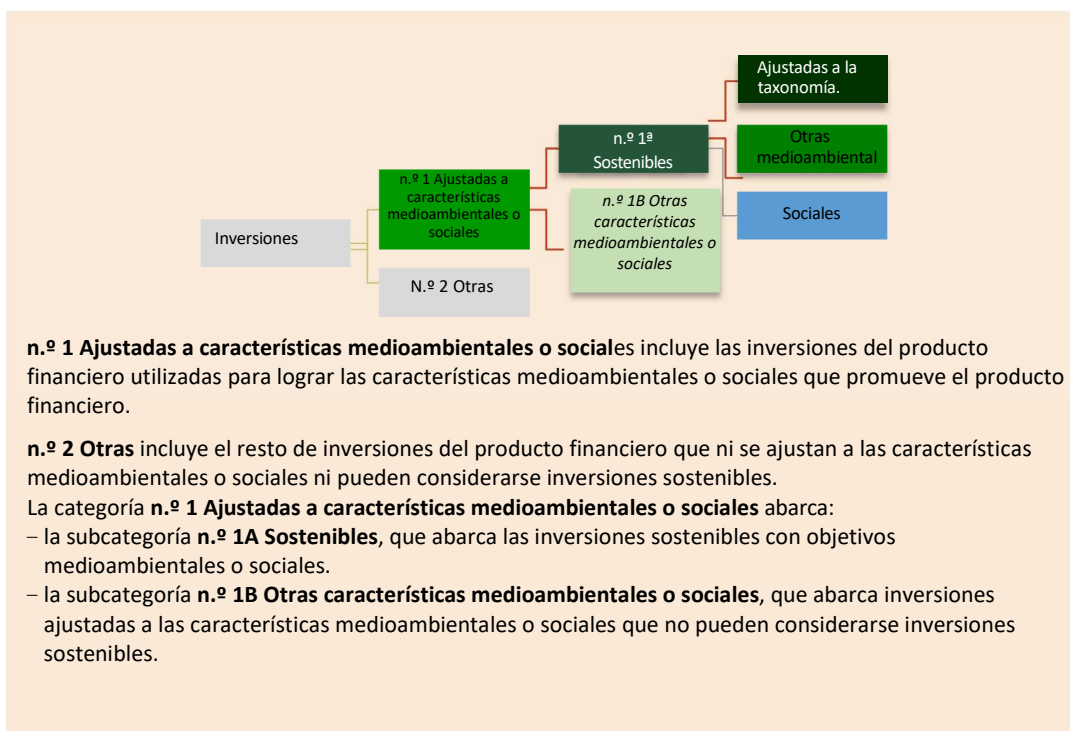 Ajustadas a la
taxonomía.
n.º 1ª
Sostenibles
Otras
medioambiental
n.º 1 Ajustadas a
características
medioambientales o
sociales
n.º 1B Otras
características
medioambientales o
sociales
Sociales
Inversiones
N.º 2 Otras
n.º 1 Ajustadas a características medioambientales o sociales incluye las inversiones del producto
financiero utilizadas para lograr las características medioambientales o sociales que promueve el producto
financiero.
n.º 2 Otras incluye el resto de inversiones del producto financiero que ni se ajustan a las características
medioambientales o sociales ni pueden considerarse inversiones sostenibles.
La categoría n.º 1 Ajustadas a características medioambientales o sociales abarca:
– la subcategoría n.º 1A Sostenibles, que abarca las inversiones sostenibles con objetivos
medioambientales o sociales.
– la subcategoría n.º 1B Otras características medioambientales o sociales, que abarca inversiones
ajustadas a las características medioambientales o sociales que no pueden considerarse inversiones
sostenibles.